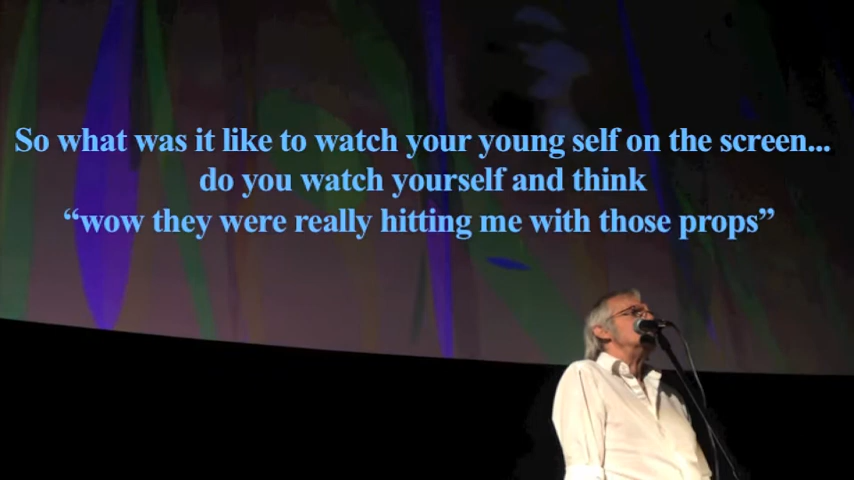 So what was it like to watch your young self on the screen...
do you watch yourself and think
“wow they were really hitting me with those props”